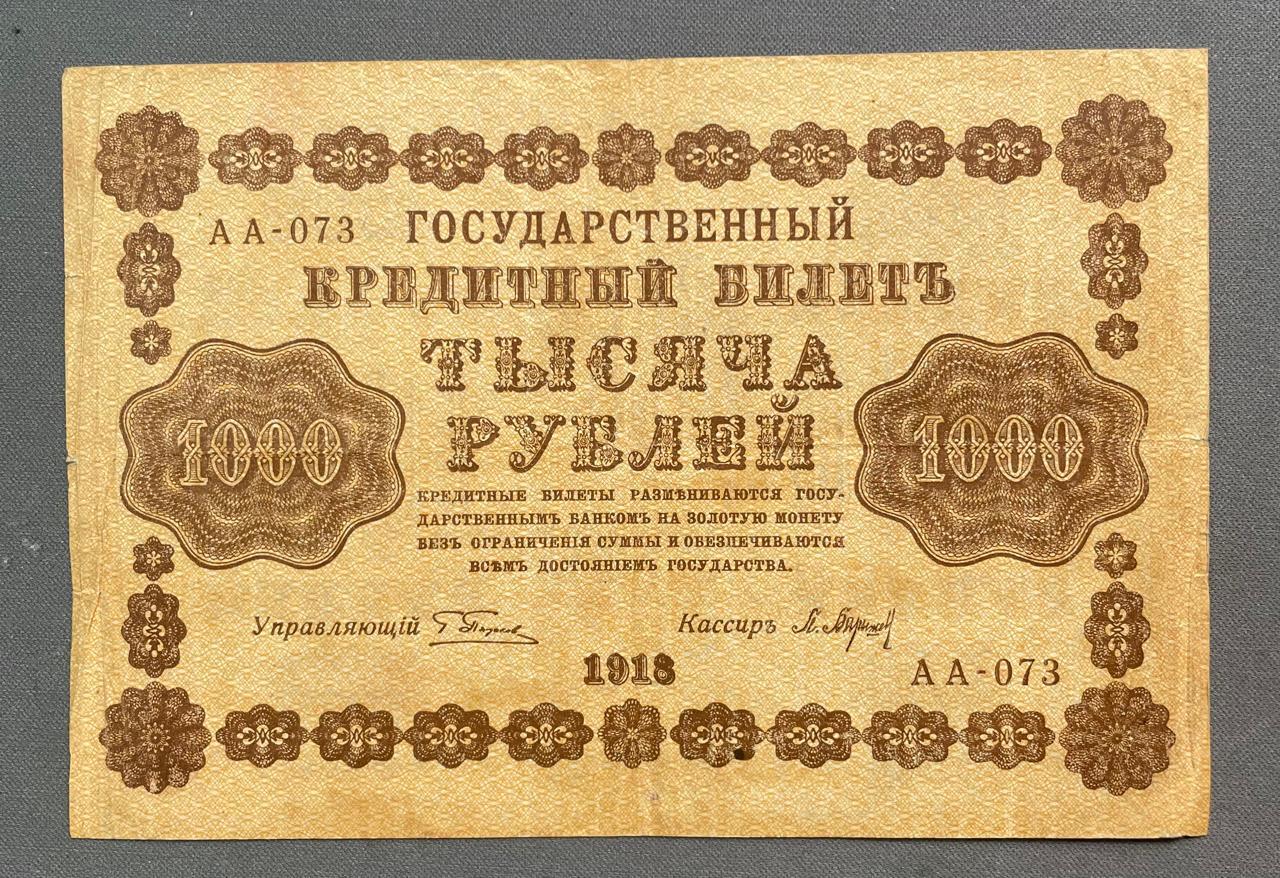 АА-073 ГОСУДАРСТВЕННЫЙ
КРЕДИТНЫЙ БИЛЕТЪ
ТЫСЯЧА
РУБЛЕЙ
1000 1000
КРЕДИТНЫЕ БИЛЕТЫ РАЗМѢНИВАЮТСЯ ГОСУ-
ДАРСТВЕННЫМЪ БАНКОМЪ НА ЗОЛОТУЮ МОНЕТУ
БЕЗЪ ОГРАНИЧЕНІЯ СУММЫ И ОБЕЗПЕЧИВАЮТСЯ
ВСѢМЪ ДОСТОЯНІЕМЪ ГОСУДАРСТВА.
Управляющій Кассиръ
1918
АА-073